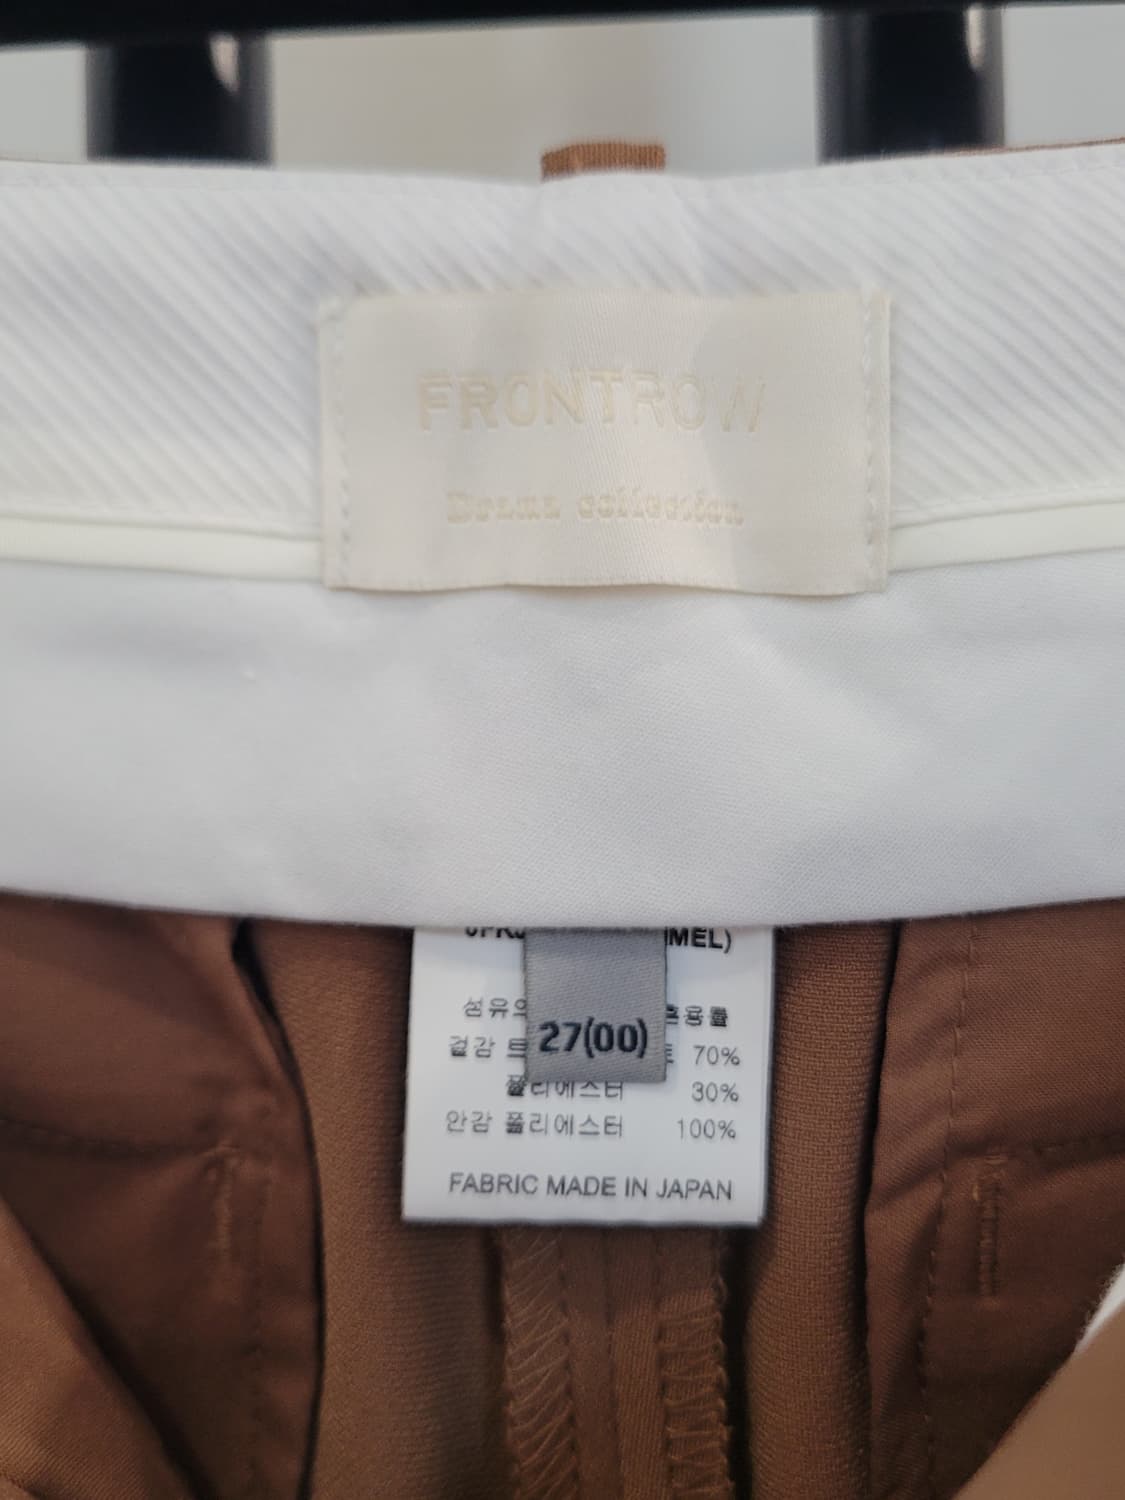 FRONTROW
Drama collection
MEL)
27(00)
섬유의 혼용률
겉감 70%
폴리에스터 30%
안감 폴리에스터 100%
FABRIC MADE IN JAPAN